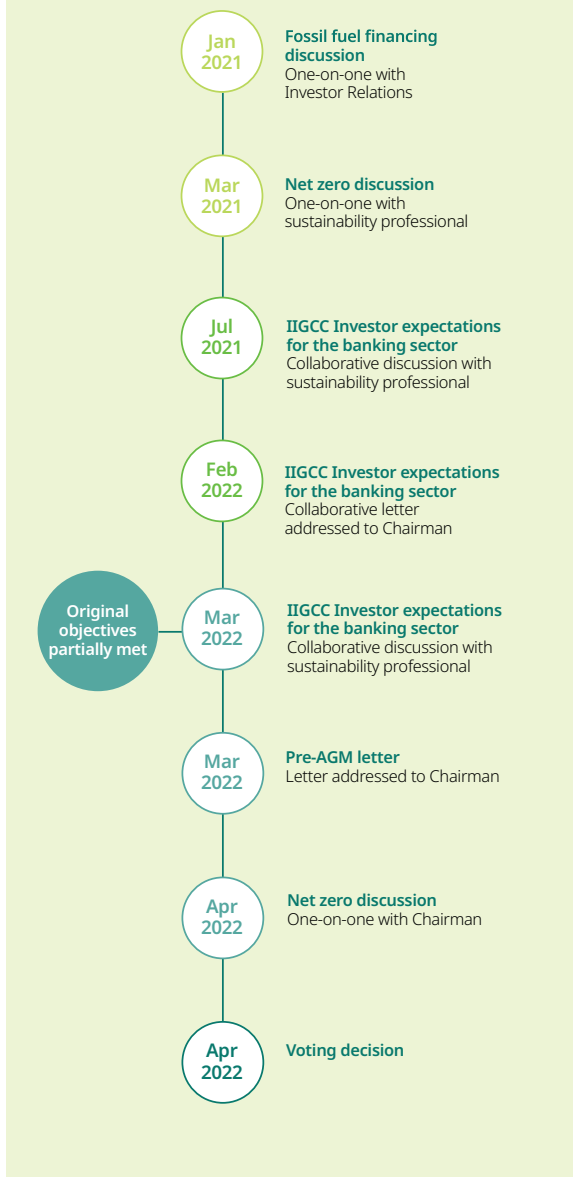 Jan
2021
Fossil fuel financing
discussion
One-on-one with
Investor Relations
Mar
2021
Net zero discussion
One-on-one with
sustainability professional
Jul
2021
IIGCC Investor expectations
for the banking sector
Collaborative discussion with
sustainability professional
Feb
2022
IIGCC Investor expectations
for the banking sector
Collaborative letter
addressed to Chairman
Original
objectives
partially met
Mar
2022
IIGCC Investor expectations
for the banking sector
Collaborative discussion with
sustainability professional
Mar
2022
Pre-AGM letter
Letter addressed to Chairman
Apr
2022
Net zero discussion
One-on-one with Chairman
Apr
2022
Voting decision